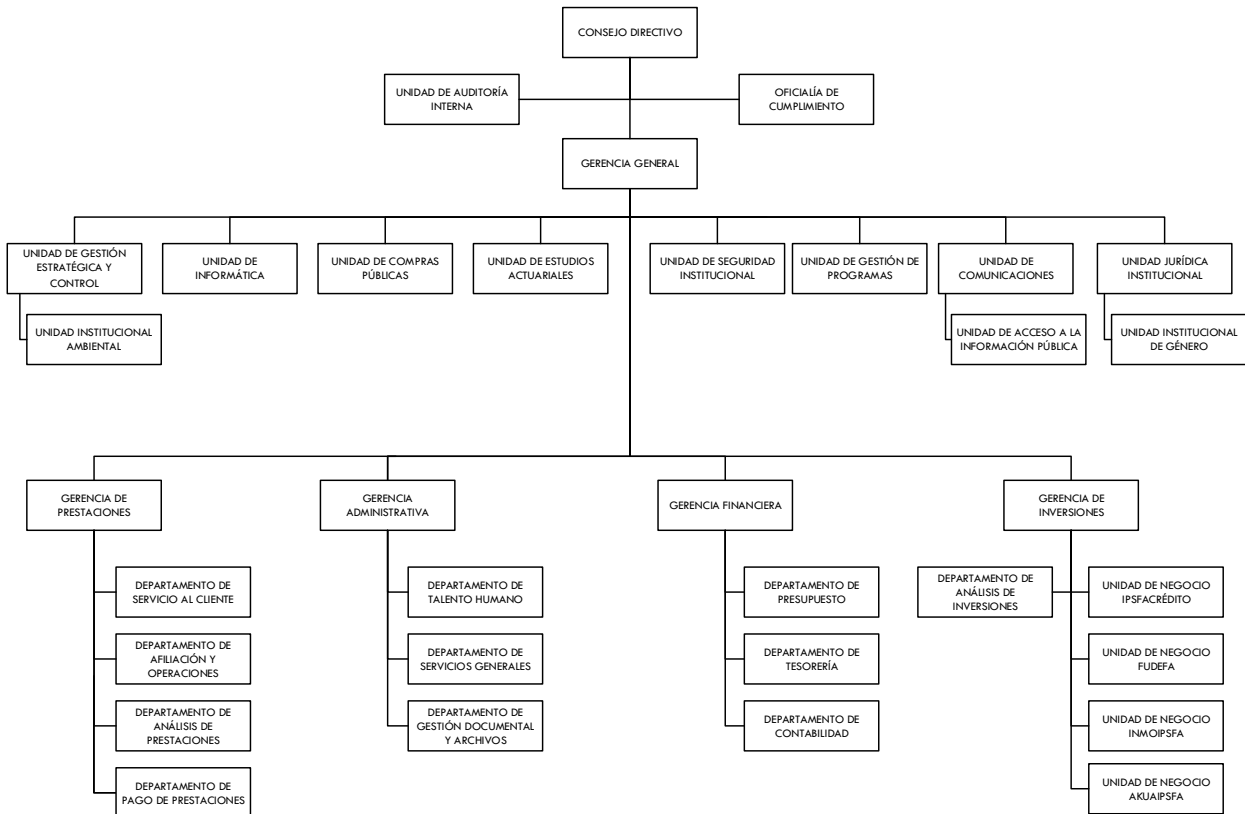 CONSEJO DIRECTIVO
UNIDAD DE AUDITORÍA
INTERNA
OFICIALÍA DE
CUMPLIMIENTO
GERENCIA GENERAL
UNIDAD DE GESTIÓN
ESTRATÉGICA Y
CONTROL
UNIDAD DE
INFORMÁTICA
UNIDAD DE COMPRAS
PÚBLICAS
UNIDAD DE ESTUDIOS
ACTUARIALES
UNIDAD DE SEGURIDAD
INSTITUCIONAL
UNIDAD DE GESTIÓN DE
PROGRAMAS
UNIDAD DE
COMUNICACIONES
UNIDAD JURÍDICA
INSTITUCIONAL
UNIDAD INSTITUCIONAL
AMBIENTAL
UNIDAD DE ACCESO A LA
INFORMACIÓN PÚBLICA
UNIDAD INSTITUCIONAL
DE GÉNERO
GERENCIA DE
PRESTACIONES
GERENCIA
ADMINISTRATIVA
GERENCIA FINANCIERA
GERENCIA DE
INVERSIONES
DEPARTAMENTO DE
SERVICIO AL CLIENTE
DEPARTAMENTO DE
AFILIACIÓN Y
OPERACIONES
DEPARTAMENTO DE
ANÁLISIS DE
PRESTACIONES
DEPARTAMENTO DE
PAGO DE PRESTACIONES
DEPARTAMENTO DE
TALENTO HUMANO
DEPARTAMENTO DE
SERVICIOS GENERALES
DEPARTAMENTO DE
GESTIÓN DOCUMENTAL
Y ARCHIVOS
DEPARTAMENTO DE
PRESUPUESTO
DEPARTAMENTO DE
TESORERÍA
DEPARTAMENTO DE
CONTABILIDAD
DEPARTAMENTO DE
ANÁLISIS DE
INVERSIONES
UNIDAD DE NEGOCIO
IPSFACRÉDITO
UNIDAD DE NEGOCIO
FUDEFA
UNIDAD DE NEGOCIO
INMOIPSFA
UNIDAD DE NEGOCIO
AKUAIPSFA